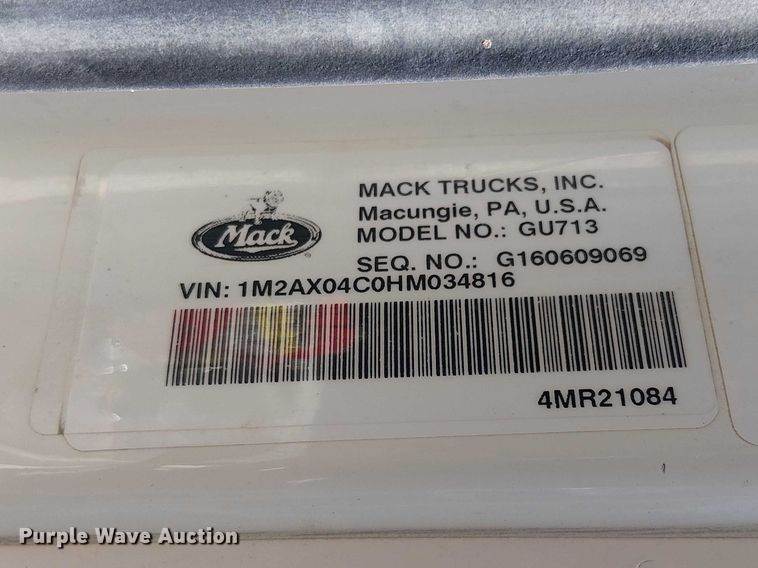 MACK TRUCKS, INC.
Macungie, PA, U.S.A.
MODEL NO.: GU713
SEQ. NO.: G160609069
Mack
VIN: 1M2AX04C0HM034816
4MR21084
Purple Wave Auction